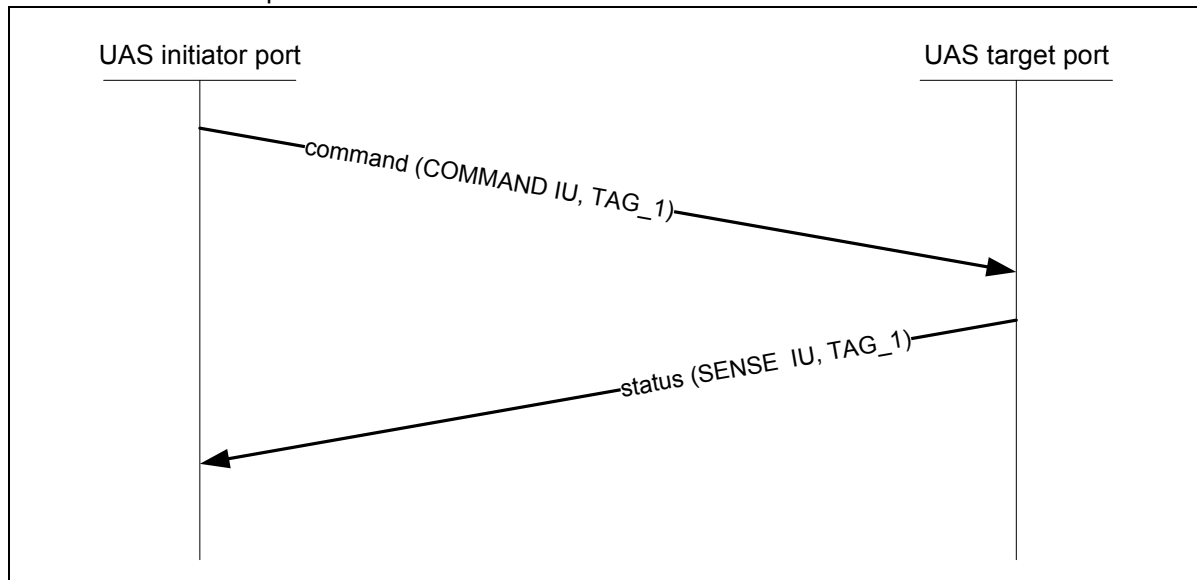 UAS initiator port
UAS target port
command (COMMAND IU, TAG_1)
status (SENSE IU, TAG_1)